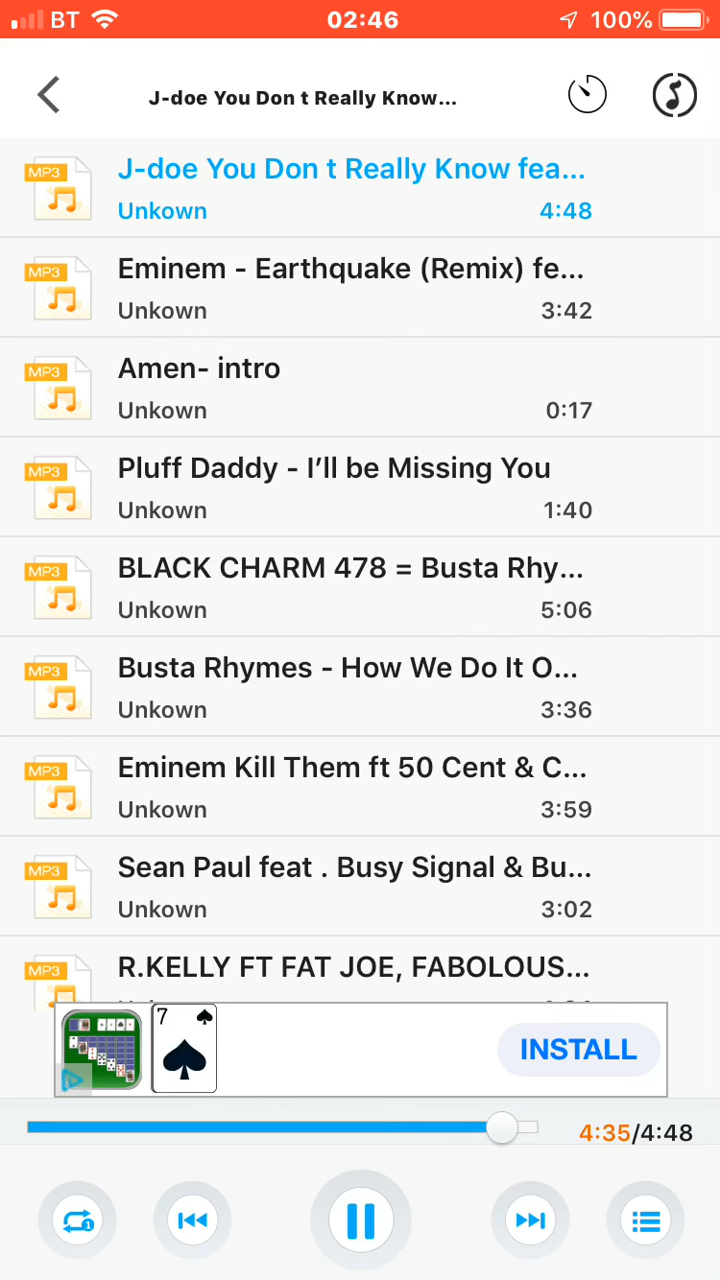 BT 02:46 100%
J-doe You Don t Really Know...
MP3 J-doe You Don t Really Know fea...
Unkown 4:48
MP3 Eminem - Earthquake (Remix) fe...
Unkown 3:42
MP3 Amen- intro
Unkown 0:17
MP3 Pluff Daddy - I’ll be Missing You
Unkown 1:40
MP3 BLACK CHARM 478 = Busta Rhy...
Unkown 5:06
MP3 Busta Rhymes - How We Do It O...
Unkown 3:36
MP3 Eminem Kill Them ft 50 Cent & C...
Unkown 3:59
MP3 Sean Paul feat . Busy Signal & Bu...
Unkown 3:02
MP3 R.KELLY FT FAT JOE, FABOLOUS...
7 INSTALL
4:35/4:48
1